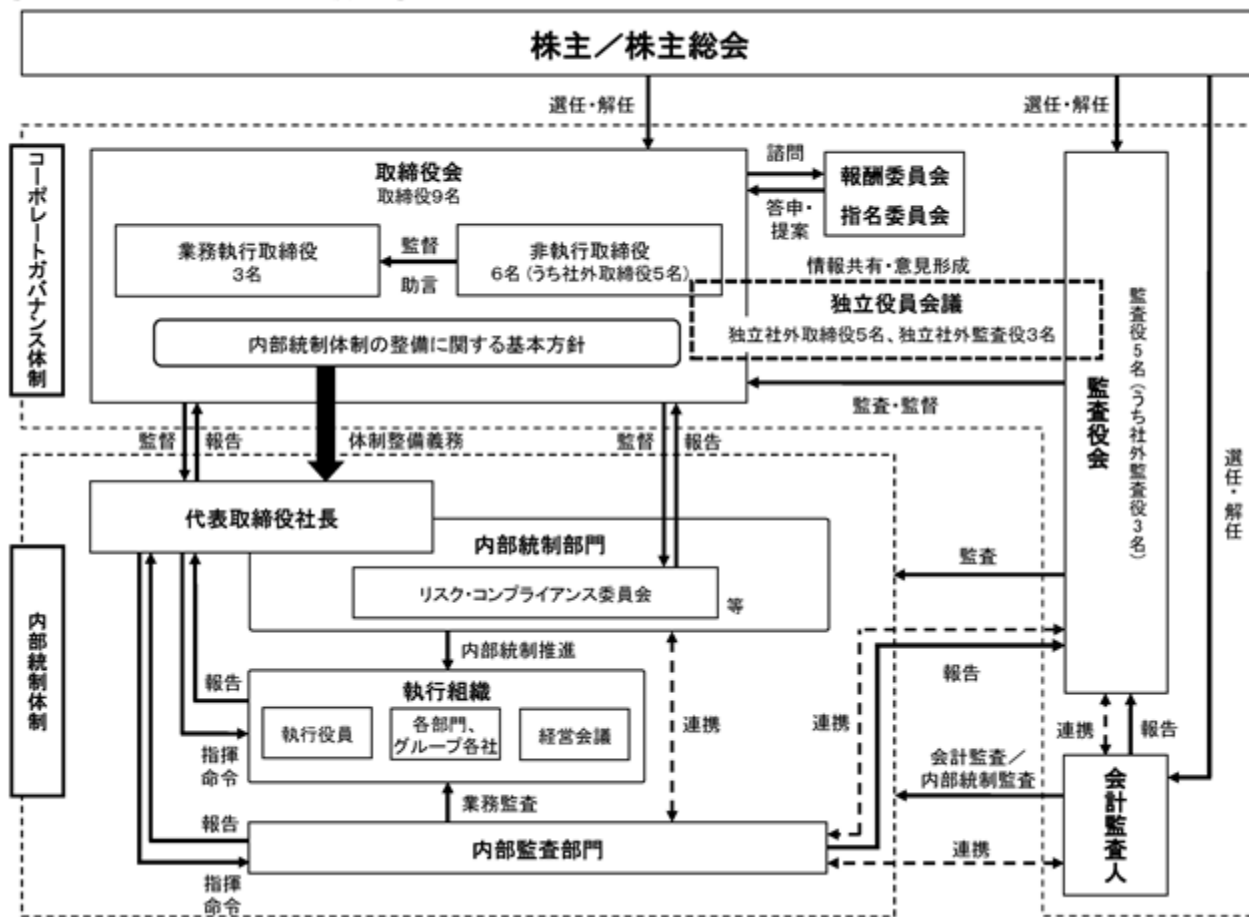 株主／株主総会
選任・解任
選任・解任
コーポレートガバナンス体制
取締役会
取締役9名
諮問
答申・
提案
報酬委員会
指名委員会
業務執行取締役
3名
監督
助言
非執行取締役
6名（うち社外取締役5名）
情報共有・意見形成
独立役員会議
独立社外取締役5名、独立社外監査役3名
内部統制体制の整備に関する基本方針
監査・監督
監査役会
監査役5名（うち社外監査役3名）
選任・解任
監督
報告
体制整備義務
監督
報告
内部統制体制
代表取締役社長
内部統制部門
リスク・コンプライアンス委員会
等
監査
内部統制推進
報告
執行組織
執行役員
各部門、
グループ各社
経営会議
指揮
命令
連携
連携
報告
連携
報告
会計監査／
内部統制監査
会計監査人
業務監査
報告
内部監査部門
連携
指揮
命令